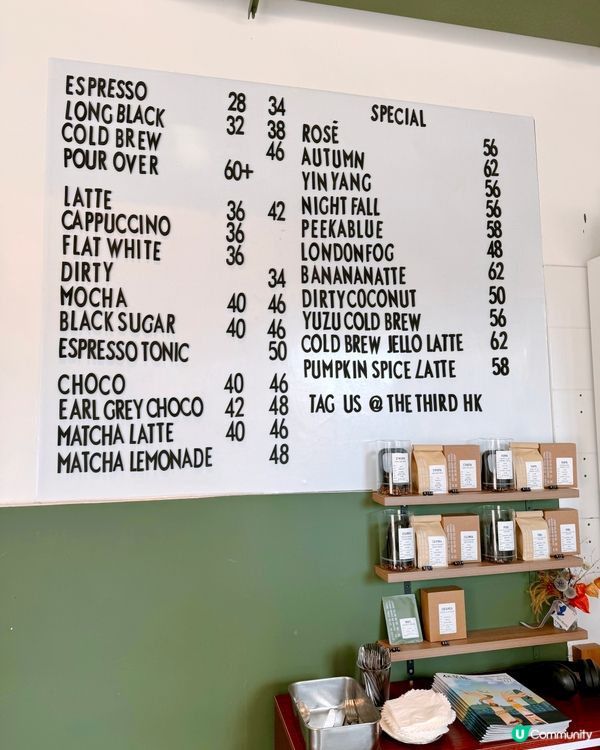 ESPRESSO 28 34
LONG BLACK 32 38
COLD BREW 46
POUR OVER 60+
LATTE 36 42
CAPPUCCINO 36
FLAT WHITE 36
DIRTY 34
MOCHA 40 46
BLACK SUGAR 40 46
ESPRESSO TONIC 50
CHOCO 40 46
EARL GREY CHOCO 42 48
MATCHA LATTE 40 46
MATCHA LEMONADE 48
SPECIAL
ROSĒ 56
AUTUMN 62
YIN YANG 56
NIGHT FALL 56
PEEKABLUE 58
LONDONFOG 48
BANANANATTE 62
DIRTY COCONUT 50
YUZU COLD BREW 56
COLD BREW JELLO LATTE 62
PUMPKIN SPICE LATTE 58
TAG US @ THE THIRD HK
U Community